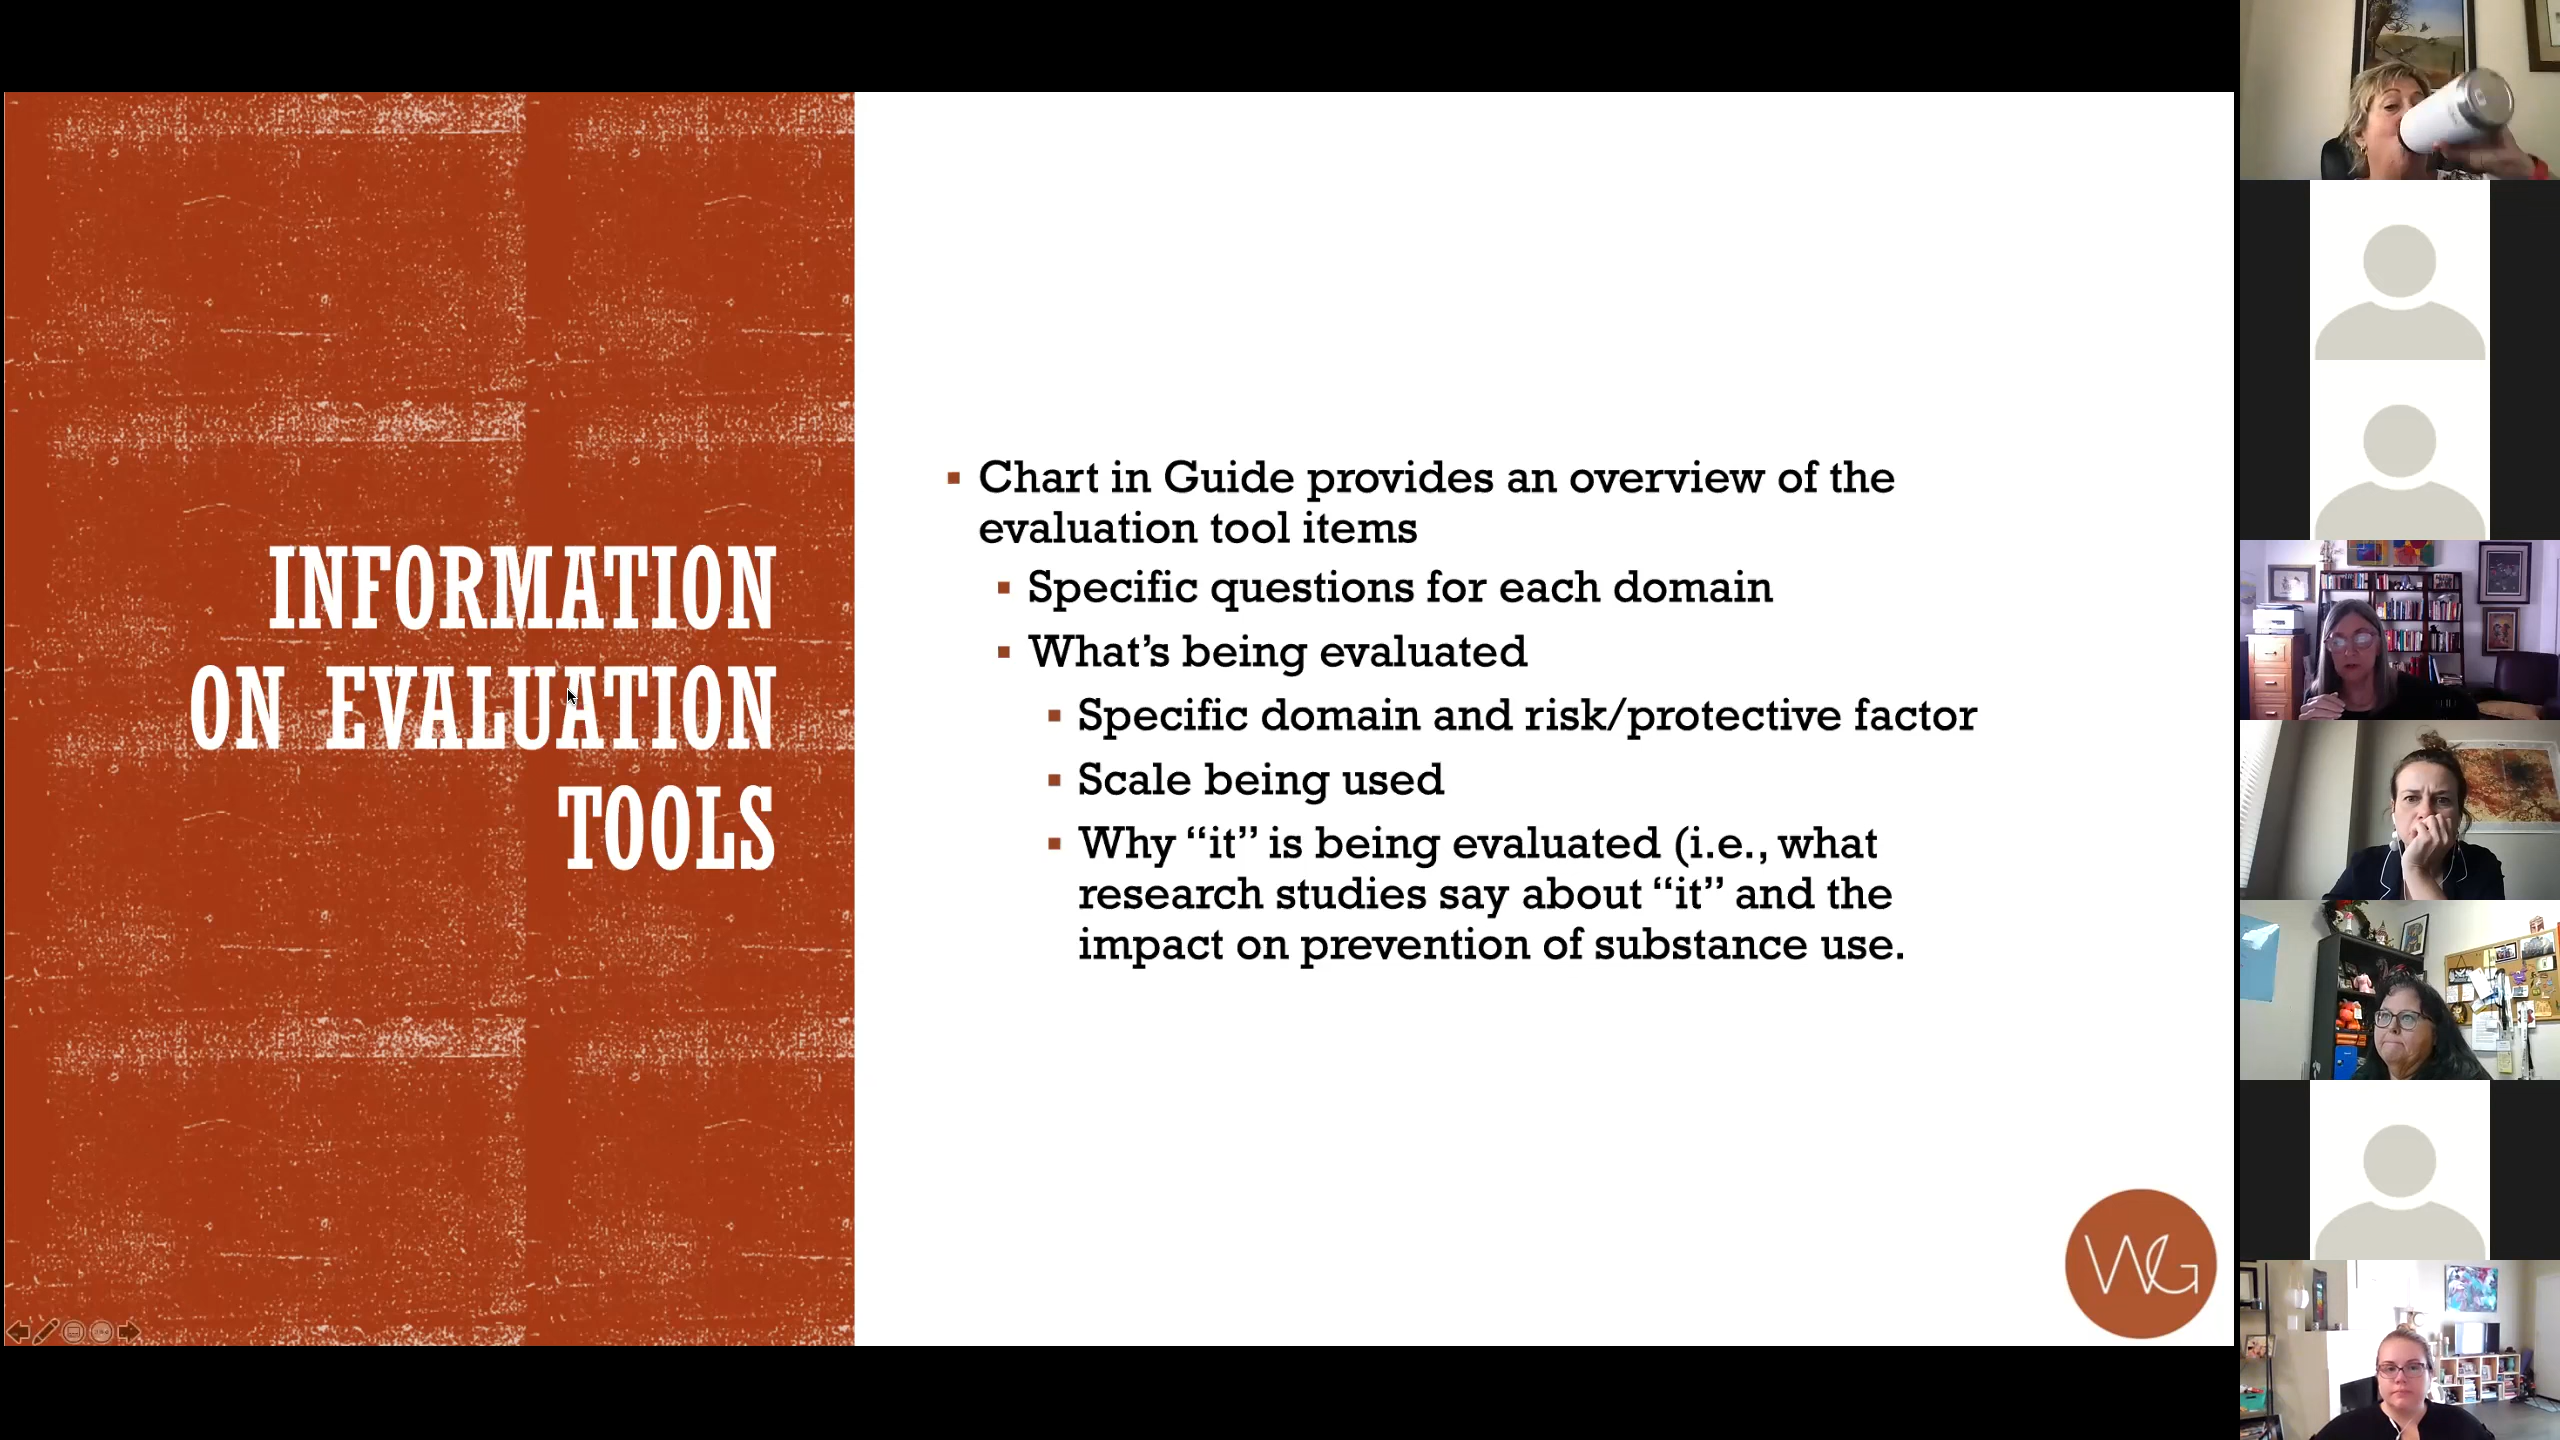 INFORMATION
ON EVALUATION
TOOLS
Chart in Guide provides an overview of the
evaluation tool items
Specific questions for each domain
What’s being evaluated
Specific domain and risk/protective factor
Scale being used
Why “it” is being evaluated (i.e., what
research studies say about “it” and the
impact on prevention of substance use.
WG